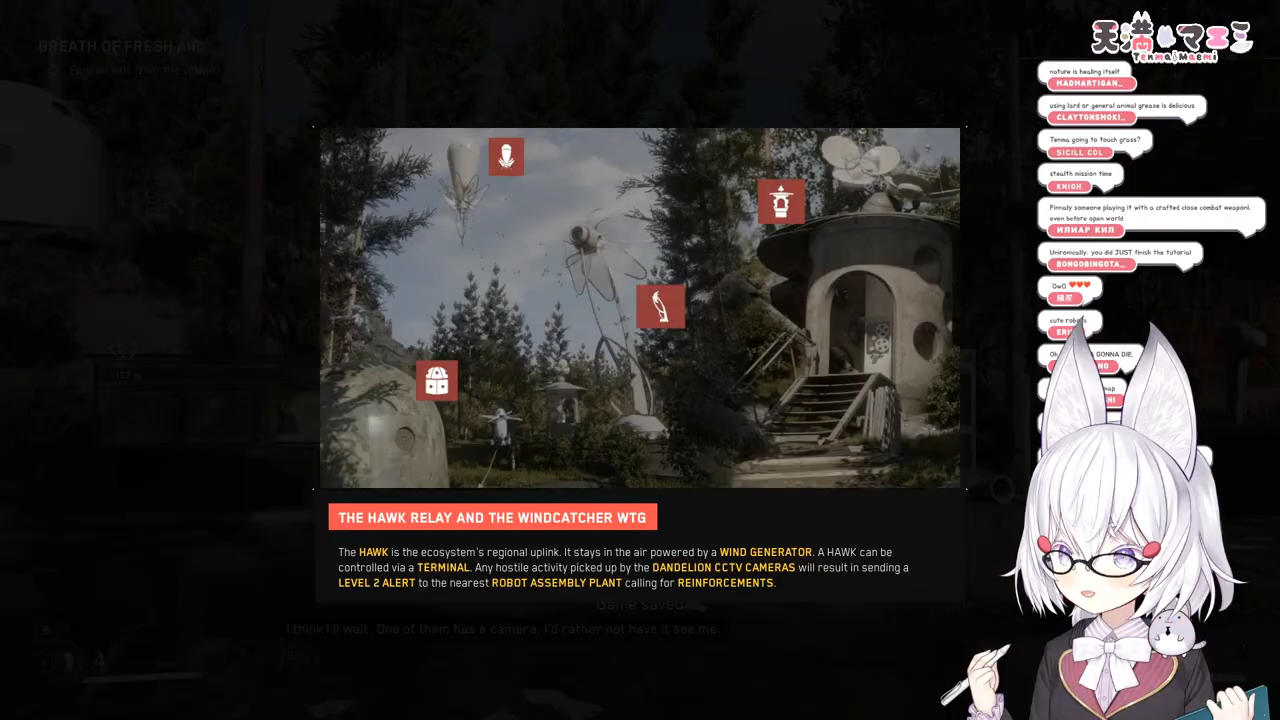 BREATH OF FRESH AIR
天満マエミ
TenmaMaemi
nature is healing itself
MADMARTIGAN_
using lard or general animal grease is delicious
CLAYTONSMOKI_
Tenma going to touch grass?
SICILL COL
stealth mission time
KNIGH
Finnaly someone playing it with a crafted close combat weapon!.
even before open world
ИЛИАР КИЛ
Unironically. you did JUST finish the tutorial
BONGOBINGOTA_
OwO ❤❤❤
cute robots
GONNA DIE.
THE HAWK RELAY AND THE WINDCATCHER WTG
The HAWK is the ecosystem's regional uplink. It stays in the air powered by a WIND GENERATOR. A HAWK can be
controlled via a TERMINAL. Any hostile activity picked up by the DANDELION CCTV CAMERAS will result in sending a
LEVEL 2 ALERT to the nearest ROBOT ASSEMBLY PLANT calling for REINFORCEMENTS.
Game saved
I think I'll wait. One of them has a camera. I'd rather not have it see me.